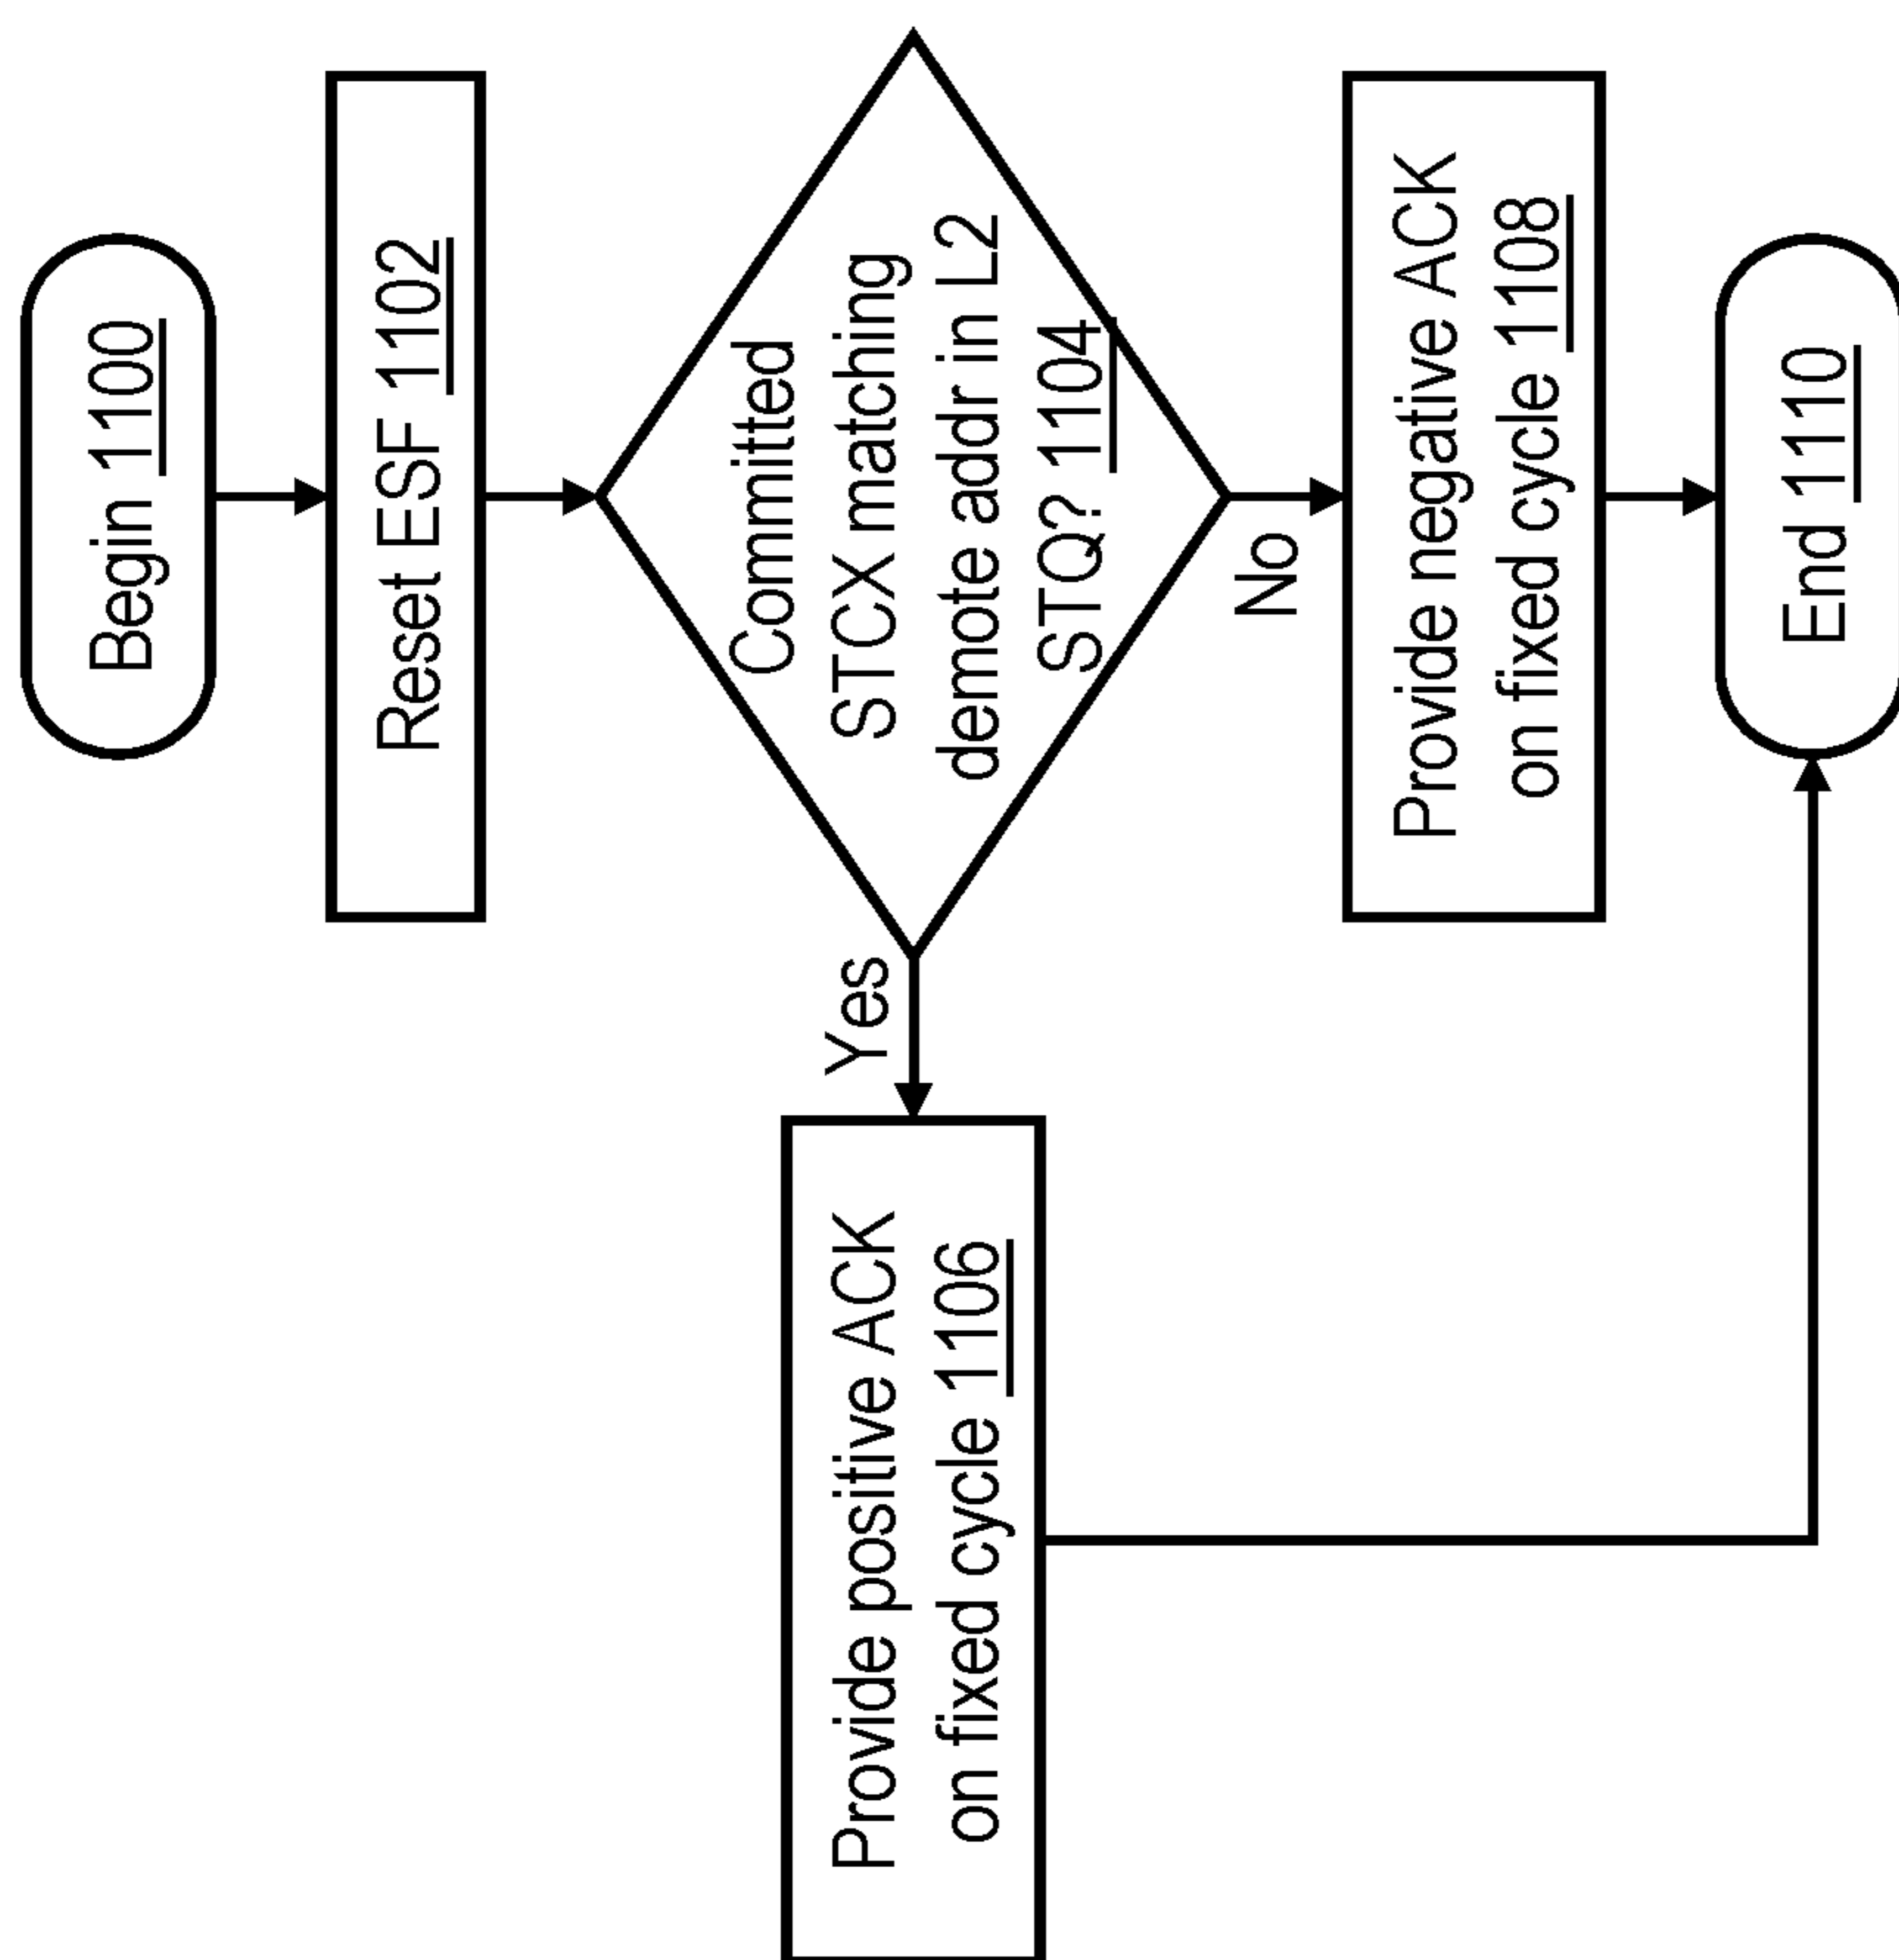 Begin 1100
Reset ESF 1102
Committed
STCX matching
demote addr in L2
STQ? 1104
Yes
Provide positive ACK
on fixed cycle 1106
No
Provide negative ACK
on fixed cycle 1108
End 1110